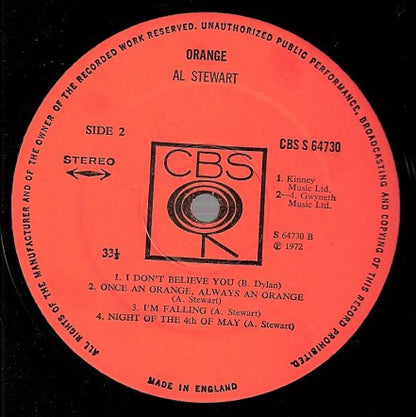 ALL RIGHTS OF THE MANUFACTURER AND OF THE OWNER OF THE RECORDED WORK RESERVED. UNAUTHORIZED PUBLIC PERFORMANCE, BROADCASTING AND COPYING OF THIS RECORD PROHIBITED.
ORANGE
AL STEWART
SIDE 2
CBS S 64730
STEREO
CBS
1. Kinney
Music Ltd.
2—4. Gwyneth
Music Ltd.
33⅓
S 64730 B
℗ 1972
1. I DON'T BELIEVE YOU (B. Dylan)
2. ONCE AN ORANGE, ALWAYS AN ORANGE
(A. Stewart)
3. I'M FALLING (A. Stewart)
4. NIGHT OF THE 4th OF MAY (A. Stewart)
MADE IN ENGLAND